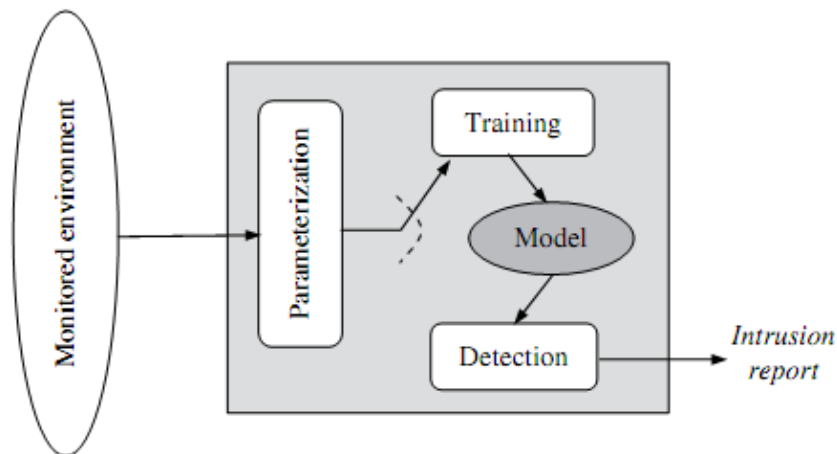 Monitored environment
Parameterization
Training
Model
Detection
Intrusion
report